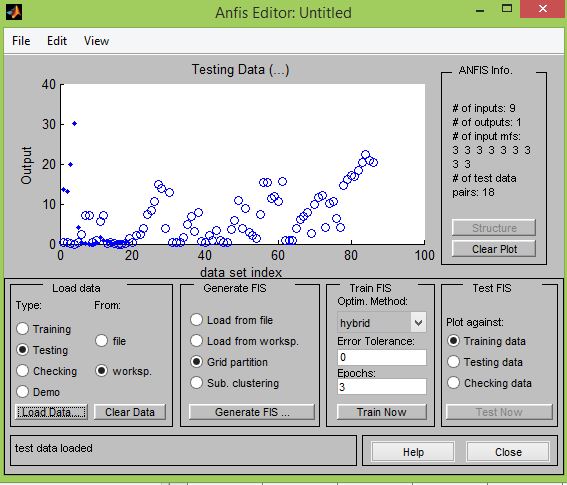 Anfis Editor: Untitled
File Edit View
Testing Data (...)
40
30
20
10
0
Output
0 20 40 60 80 100
data set index
ANFIS Info.
# of inputs: 9
# of outputs: 1
# of input mfs:
3 3 3 3 3 3 3
3 3
# of test data
pairs: 18
Structure
Clear Plot
Load data
Type: From:
Training
Testing
Checking
Demo
file
worksp.
Load Data... Clear Data
Generate FIS
Load from file
Load from worksp.
Grid partition
Sub. clustering
Generate FIS ...
Train FIS
Optim. Method:
hybrid
Error Tolerance:
0
Epochs:
3
Train Now
Test FIS
Plot against:
Training data
Testing data
Checking data
Test Now
test data loaded
Help Close